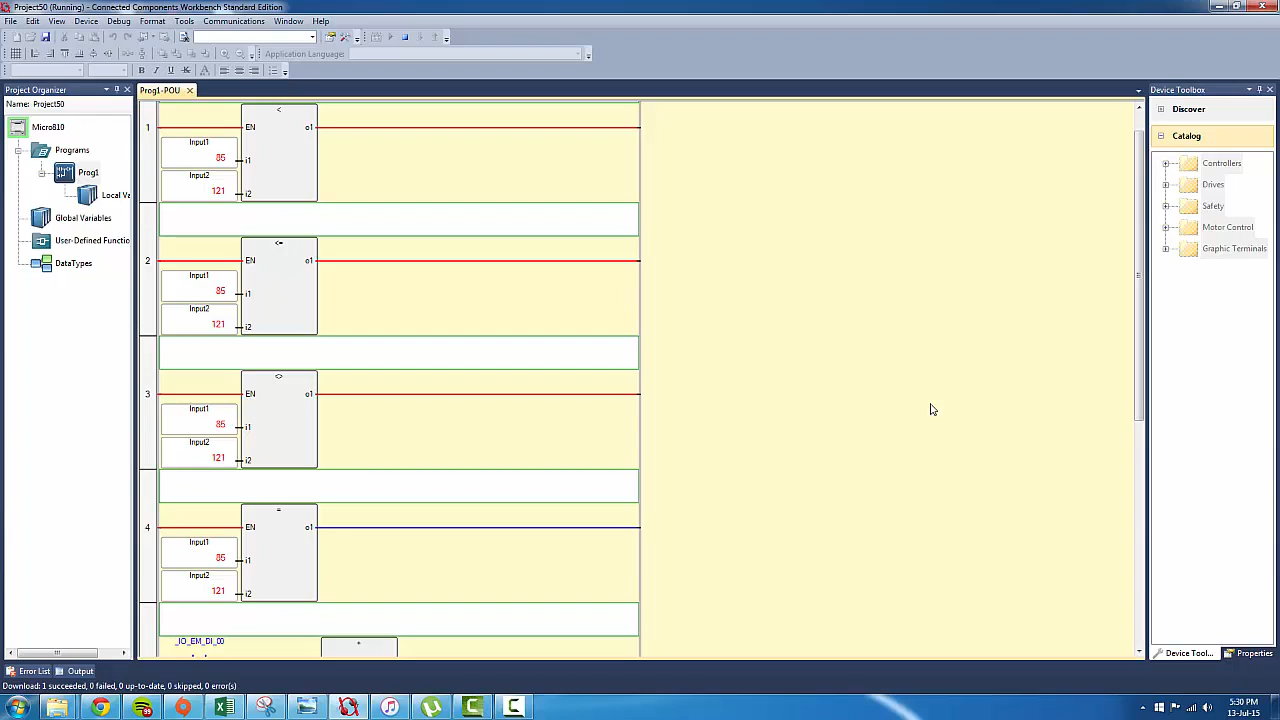 Project50 (Running) - Connected Components Workbench Standard Edition
File Edit View Device Debug Format Tools Communications Window Help
Application Language:
Project Organizer
Prog1-POU
Device Toolbox
Name: Project50
Discover
Micro810
Catalog
Programs
Controllers
Prog1
Drives
Local Va
Safety
Global Variables
Motor Control
User-Defined Functio
Graphic Terminals
DataTypes
1
<
EN o1
Input1
85
i1
Input2
121
i2
2
<=
EN o1
Input1
85
i1
Input2
121
i2
3
<>
EN o1
Input1
85
i1
Input2
121
i2
4
=
EN o1
Input1
85
i1
Input2
121
i2
_IO_EM_DI_00
+
Device Tool... Properties
Error List Output
Download: 1 succeeded, 0 failed, 0 up-to-date, 0 skipped, 0 error(s)
99
5:30 PM
13-Jul-15